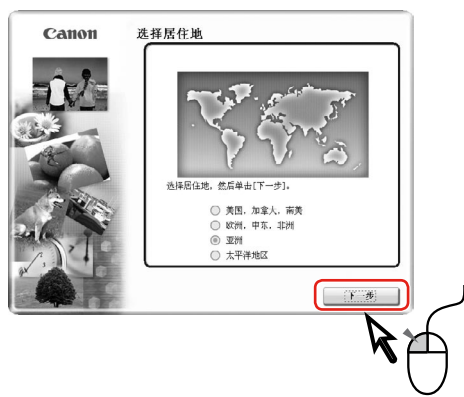 Canon
选择居住地
选择居住地，然后单击[下一步]。
美国，加拿大，南美
欧洲，中东，非洲
亚洲
太平洋地区
下一步